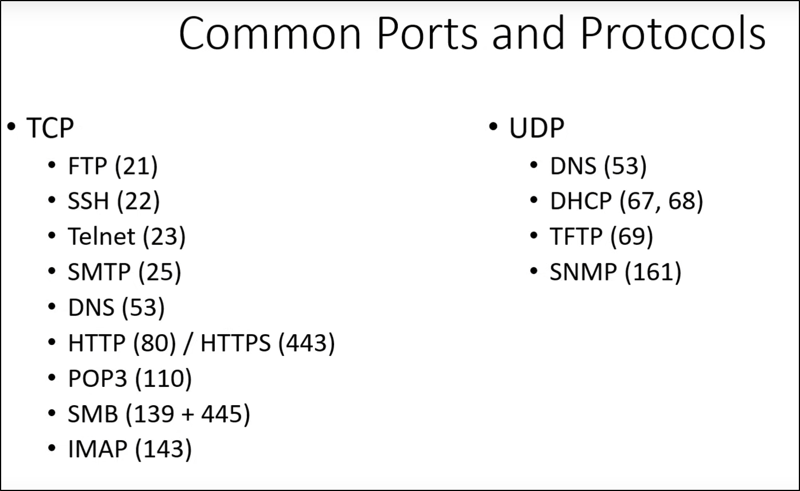 Common Ports and Protocols
• TCP
• FTP (21)
• SSH (22)
• Telnet (23)
• SMTP (25)
• DNS (53)
• HTTP (80) / HTTPS (443)
• POP3 (110)
• SMB (139 + 445)
• IMAP (143)
• UDP
• DNS (53)
• DHCP (67, 68)
• TFTP (69)
• SNMP (161)